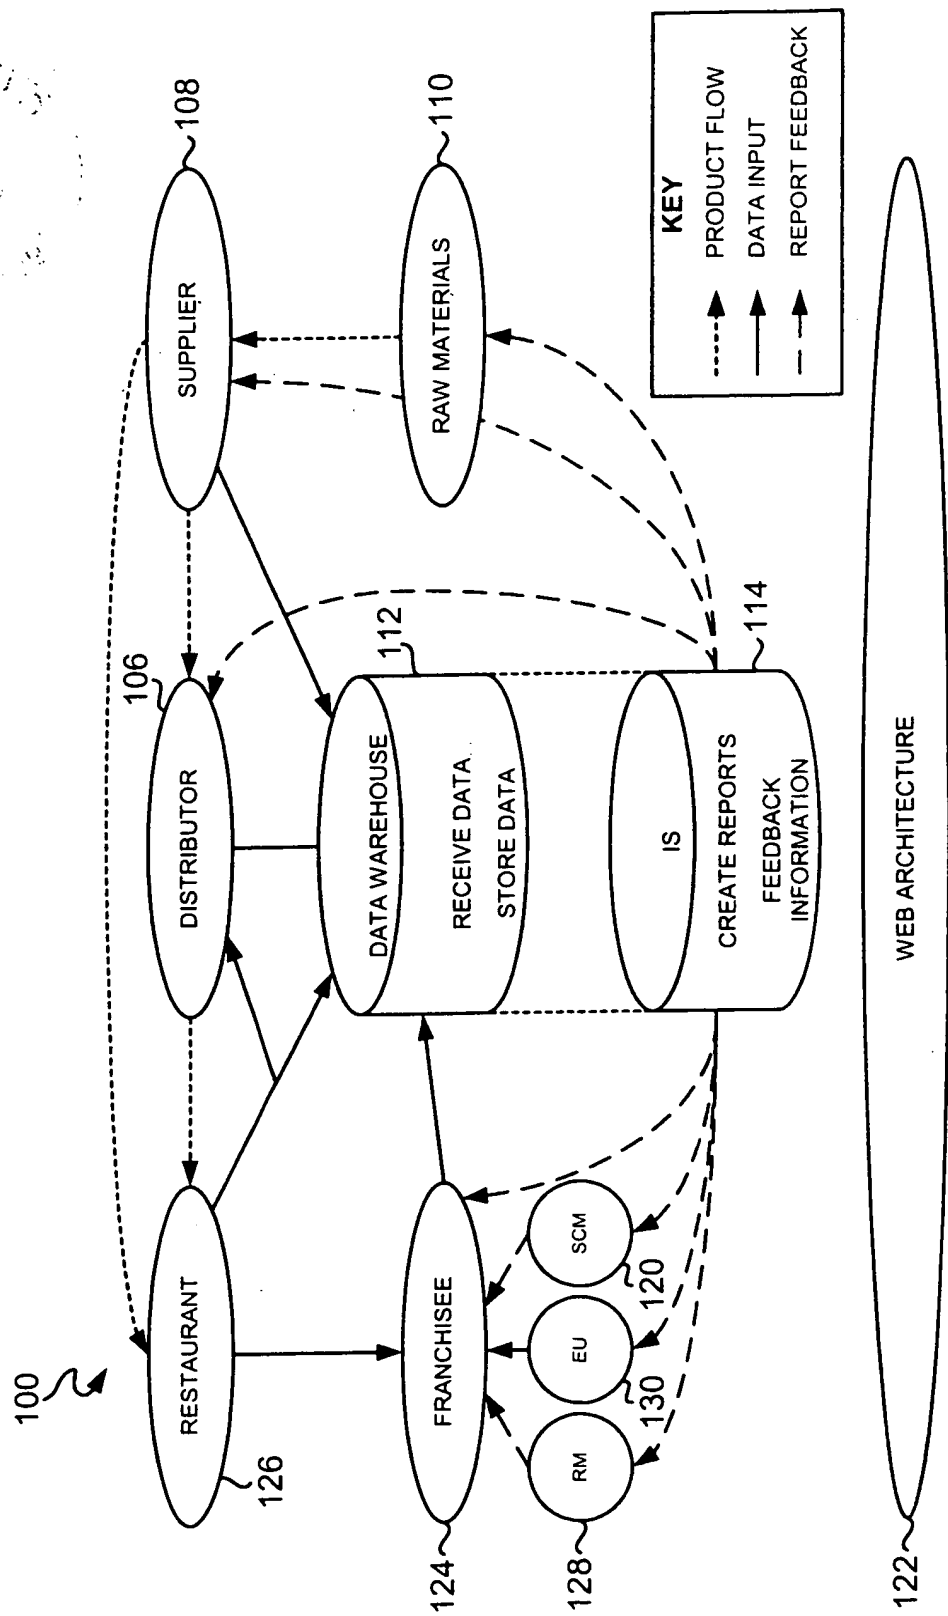 100
RESTAURANT
126
DISTRIBUTOR
106
SUPPLIER
108
FRANCHISEE
124
DATA WAREHOUSE
112
RECEIVE DATA
STORE DATA
RAW MATERIALS
110
RM
128
EU
130
SCM
120
IS
CREATE REPORTS
FEEDBACK
INFORMATION
114
KEY
PRODUCT FLOW
DATA INPUT
REPORT FEEDBACK
WEB ARCHITECTURE
122